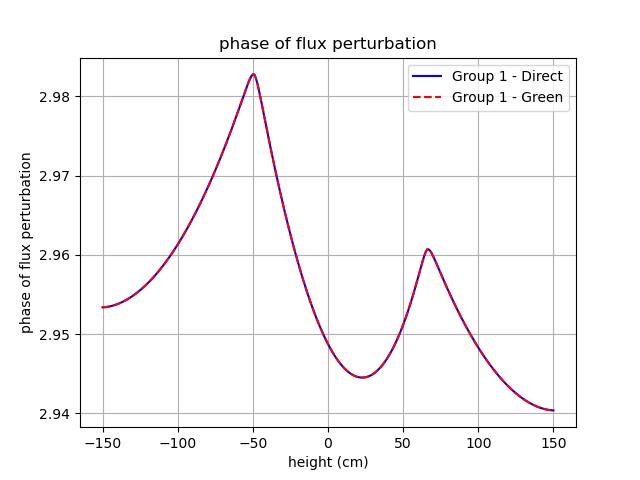 phase of flux perturbation
Group 1 - Direct
Group 1 - Green
phase of flux perturbation
2.98
2.97
2.96
2.95
2.94
−150
−100
−50
0
50
100
150
height (cm)